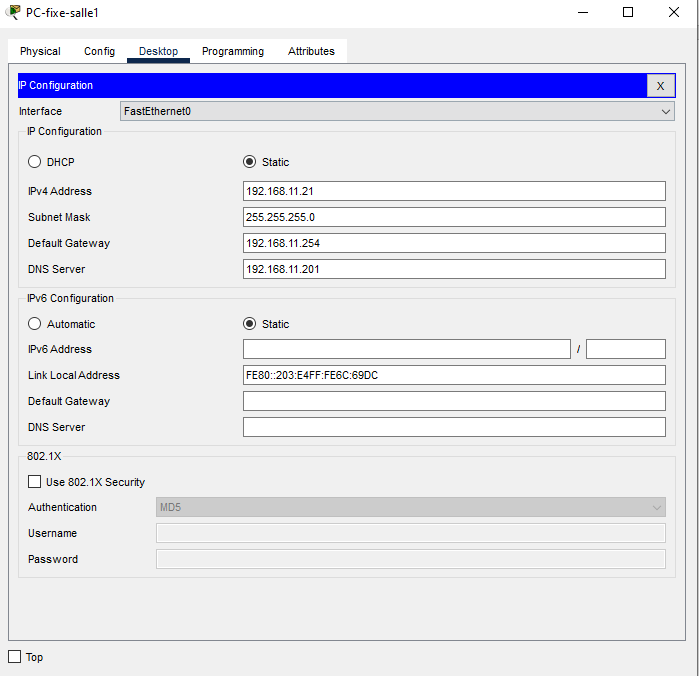 PC-fixe-salle1
Physical Config Desktop Programming Attributes
IP Configuration X
Interface FastEthernet0
IP Configuration
DHCP Static
IPv4 Address 192.168.11.21
Subnet Mask 255.255.255.0
Default Gateway 192.168.11.254
DNS Server 192.168.11.201
IPv6 Configuration
Automatic Static
IPv6 Address /
Link Local Address FE80::203:E4FF:FE6C:69DC
Default Gateway
DNS Server
802.1X
Use 802.1X Security
Authentication MD5
Username
Password
Top